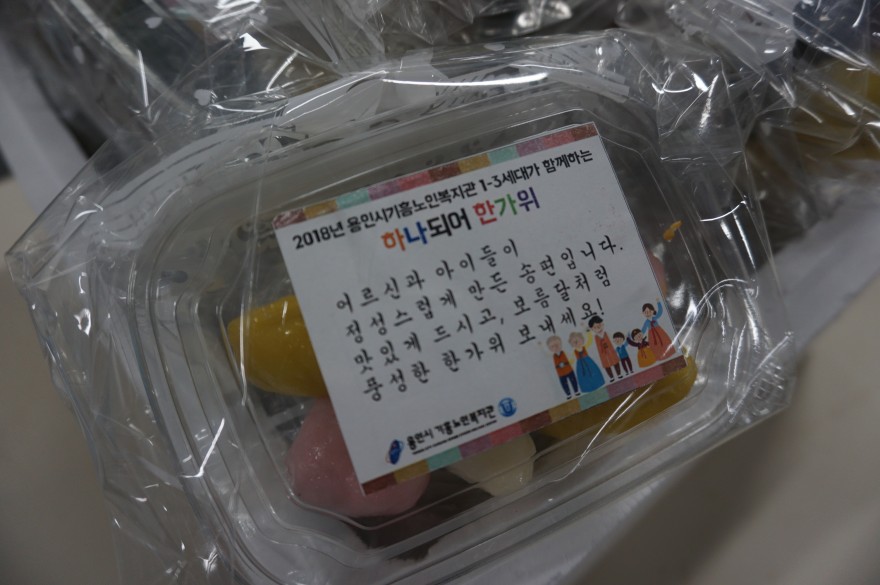 2018년 용인시기흥노인복지관 1-3세대가 함께하는
하나되어 한가위
어르신과 아이들이
정성스럽게 만든 송편입니다.
맛있게 드시고, 보름달처럼
풍성한 한가위 보내세요!
용인시 기흥노인복지관